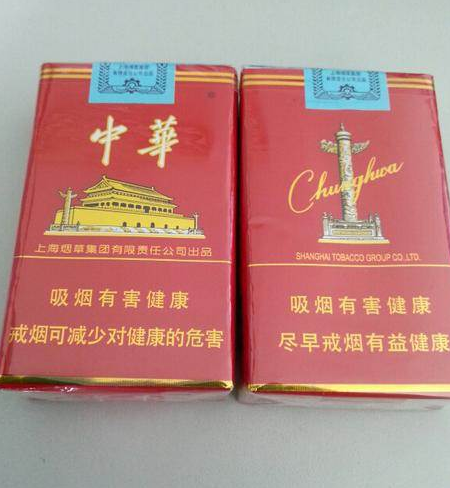 中華
上海烟草集团有限责任公司出品
吸烟有害健康
戒烟可减少对健康的危害
Chunghwa
SHANGHAI TOBACCO GROUP CO.,LTD.
吸烟有害健康
尽早戒烟有益健康